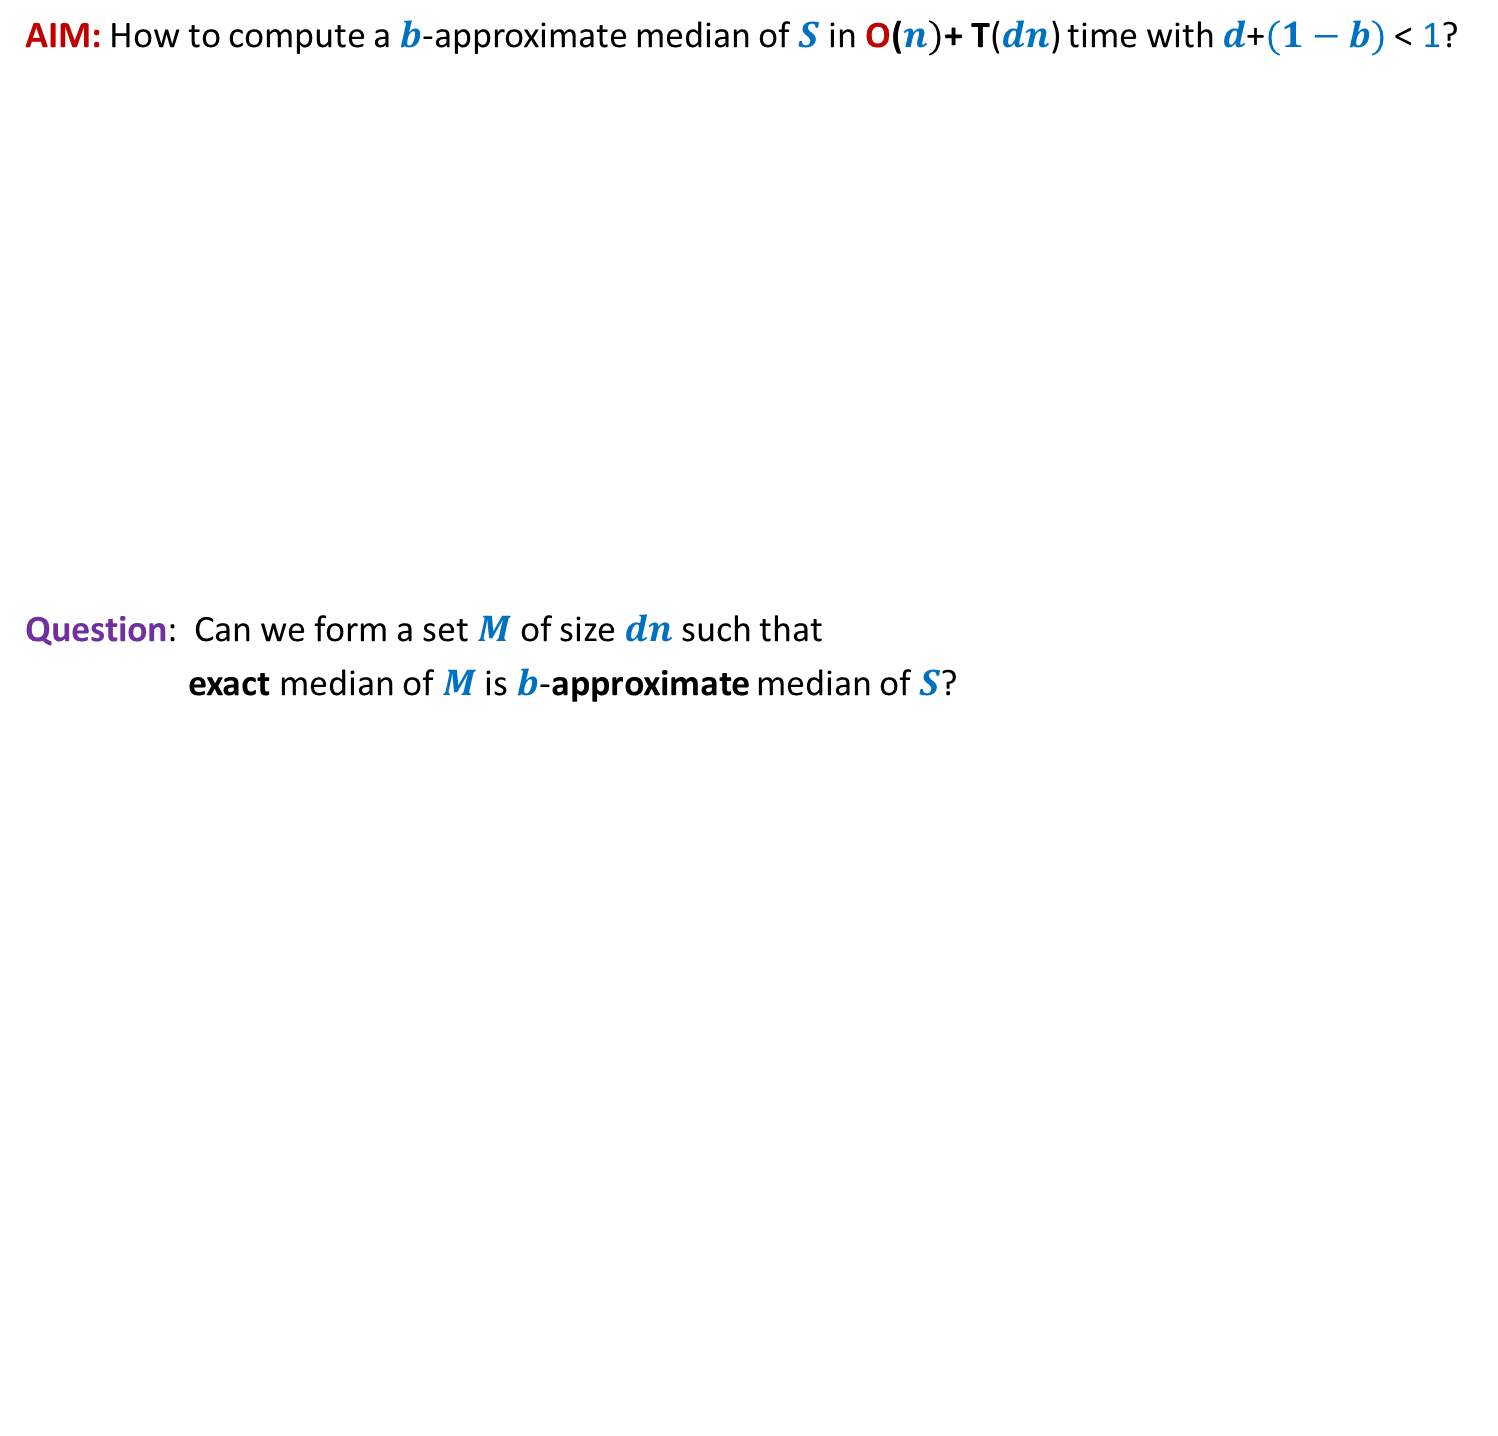 AIM: How to compute a b-approximate median of S in O(n)+ T(dn) time with d+(1 − b) < 1?
Question: Can we form a set M of size dn such that
exact median of M is b-approximate median of S?